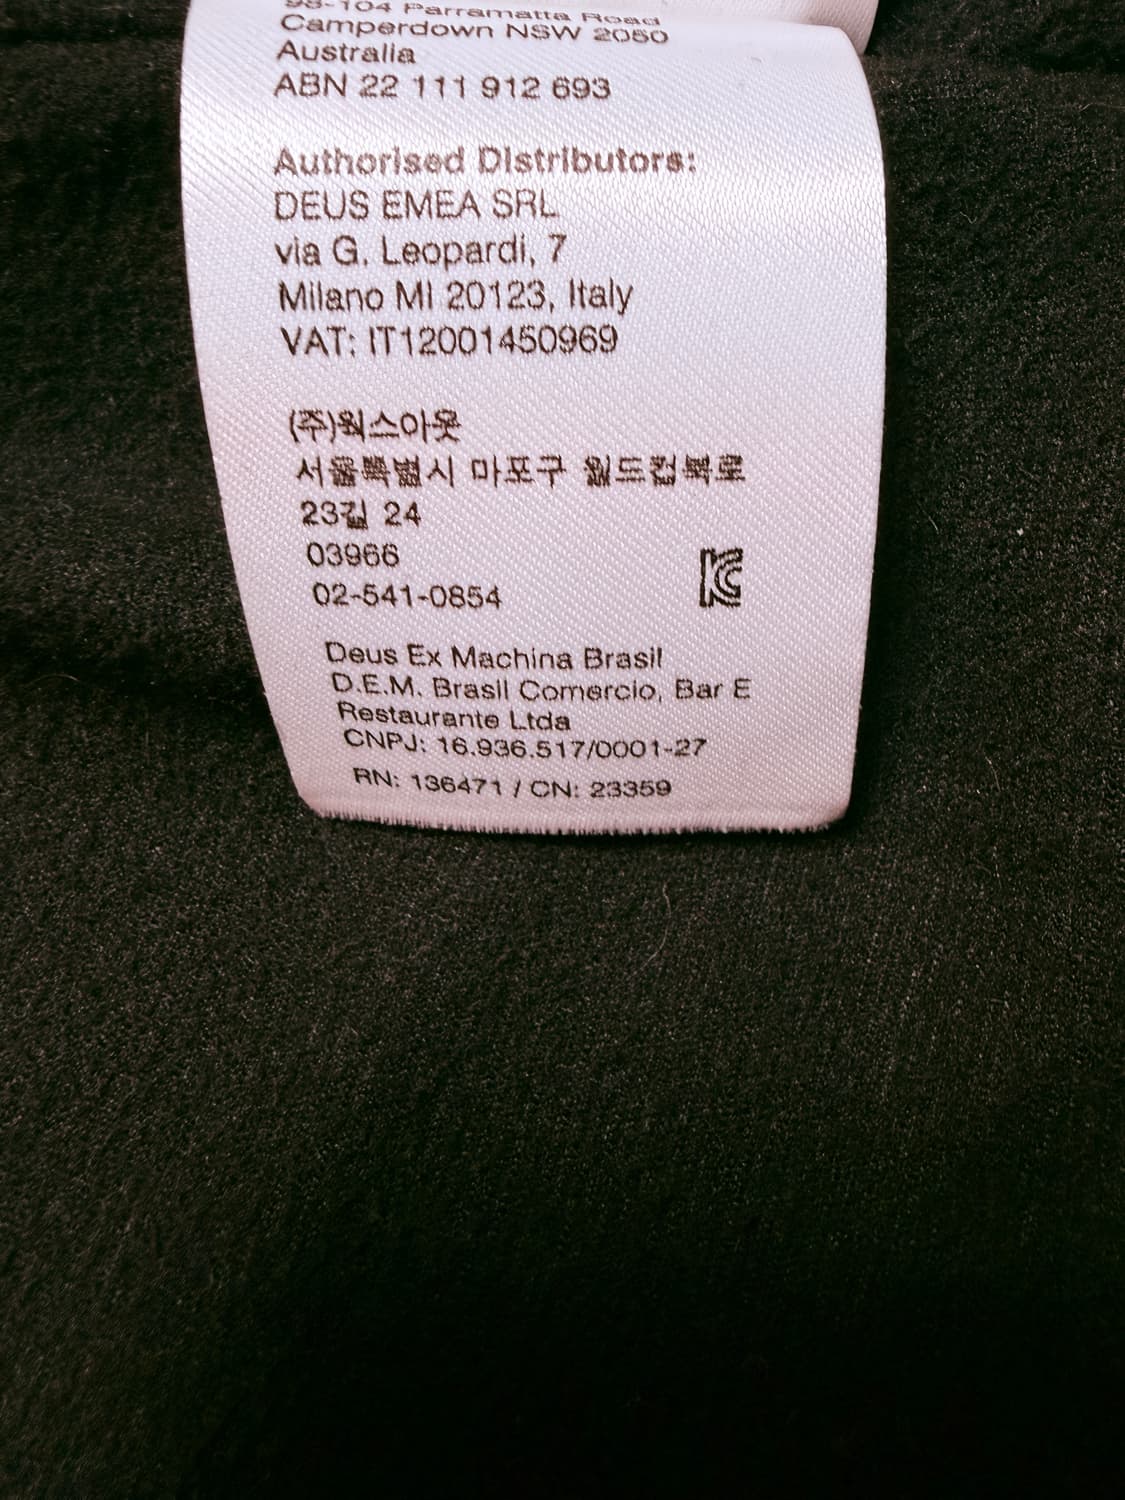 98-104 Parramatta Road
Camperdown NSW 2050
Australia
ABN 22 111 912 693
Authorised Distributors:
DEUS EMEA SRL
via G. Leopardi, 7
Milano MI 20123, Italy
VAT: IT12001450969
(주)웍스아웃
서울특별시 마포구 월드컵북로
23길 24
03966
02-541-0854
KC
Deus Ex Machina Brasil
D.E.M. Brasil Comercio, Bar E
Restaurante Ltda
CNPJ: 16.936.517/0001-27
RN: 136471 / CN: 23359